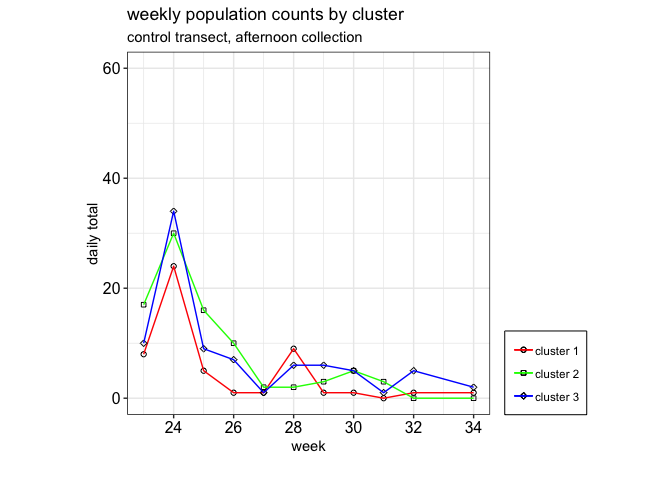 weekly population counts by cluster
control transect, afternoon collection
60
40
20
0
daily total
24 26 28 30 32 34
week
cluster 1
cluster 2
cluster 3